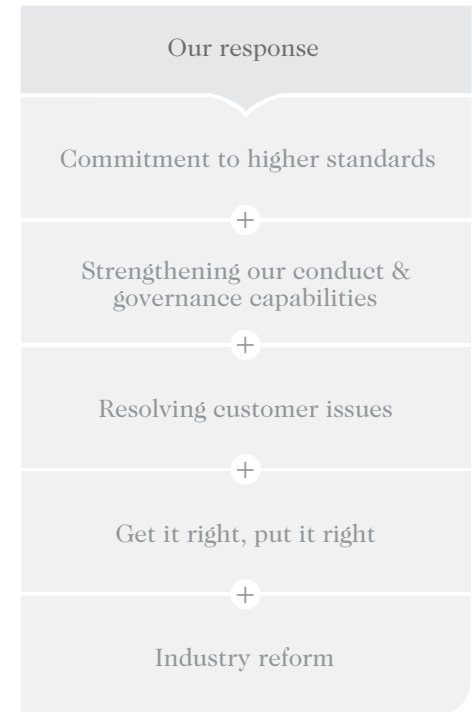 Our response
Commitment to higher standards
+
Strengthening our conduct &
governance capabilities
+
Resolving customer issues
+
Get it right, put it right
+
Industry reform